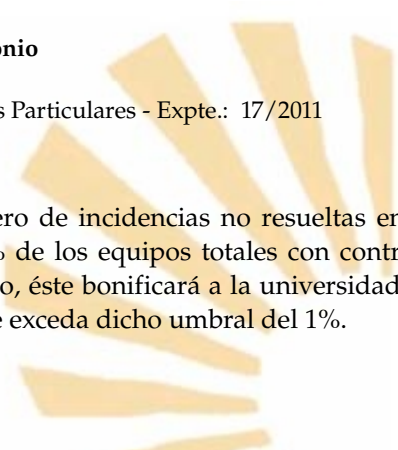 onio
s Particulares - Expte.: 17/2011
ero de incidencias no resueltas en
% de los equipos totales con contr
o, éste bonificará a la universidad
e exceda dicho umbral del 1%.